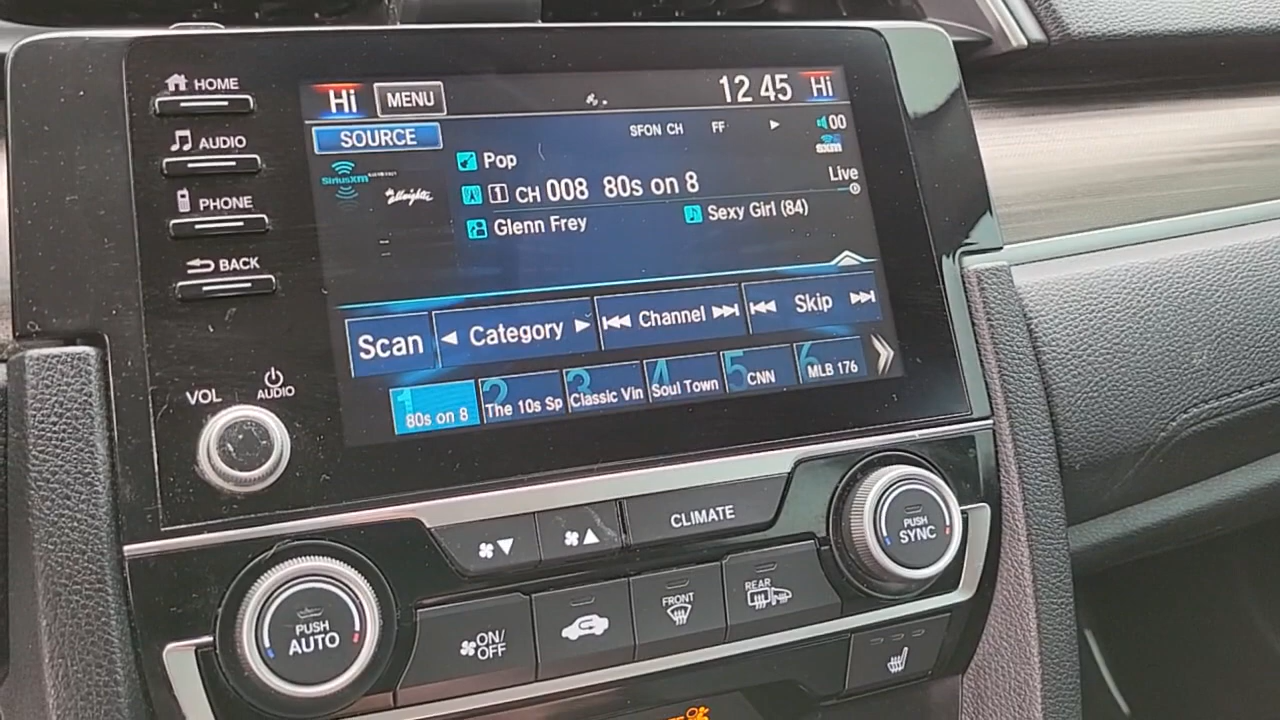 HOME
Hi MENU 12 45 Hi
SOURCE
SFON CH FF 00
AUDIO
SiriusXM
sxm
Pop
Live
1 CH 008 80s on 8
PHONE
Glenn Frey Sexy Girl (84)
BACK
Scan Category Channel Skip
1 80s on 8
2 The 10s Sp
3 Classic Vin
4 Soul Town
5 CNN
6 MLB 176
VOL AUDIO
CLIMATE
PUSH SYNC
PUSH AUTO
ON/
OFF
FRONT
REAR